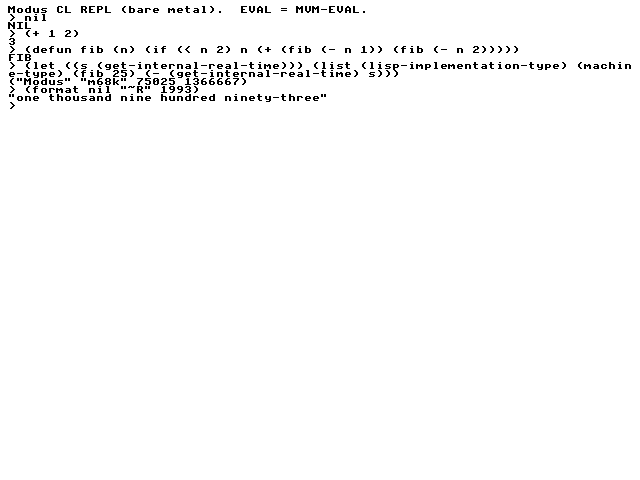 Modus CL REPL (bare metal).  EVAL = MVM-EVAL.
> nil
NIL
> (+ 1 2)
3
> (defun fib (n) (if (< n 2) n (+ (fib (- n 1)) (fib (- n 2)))))
FIB
> (let ((s (get-internal-real-time))) (list (lisp-implementation-type) (machin
e-type) (fib 25) (- (get-internal-real-time) s)))
("Modus" "m68k" 75025 1366667)
> (format nil "~R" 1993)
"one thousand nine hundred ninety-three"
>